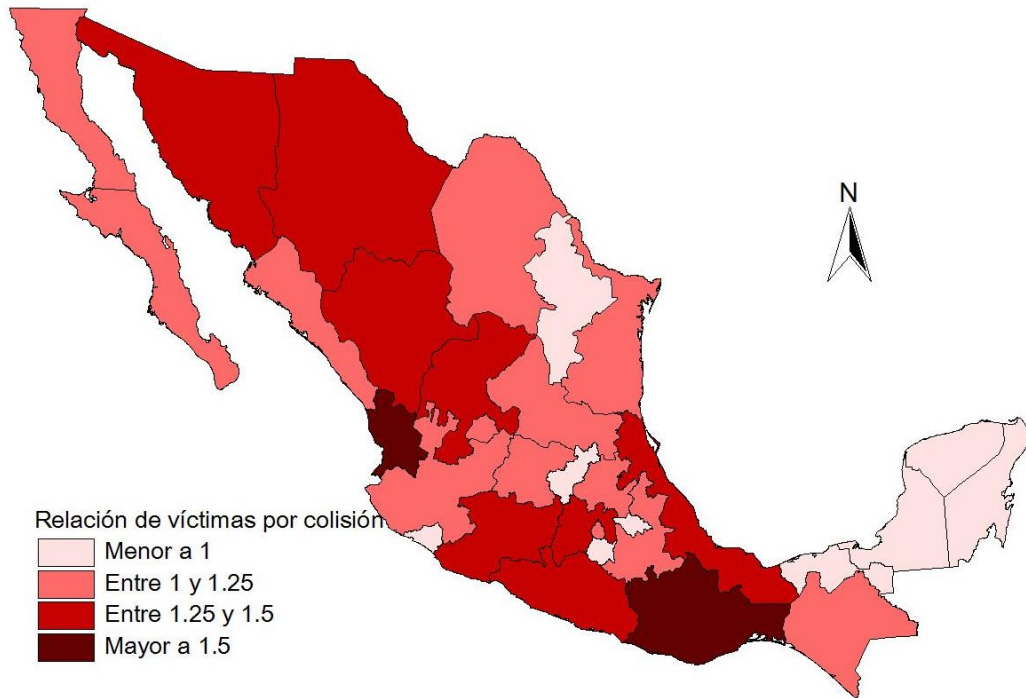 N
Relación de víctimas por colisión
Menor a 1
Entre 1 y 1.25
Entre 1.25 y 1.5
Mayor a 1.5